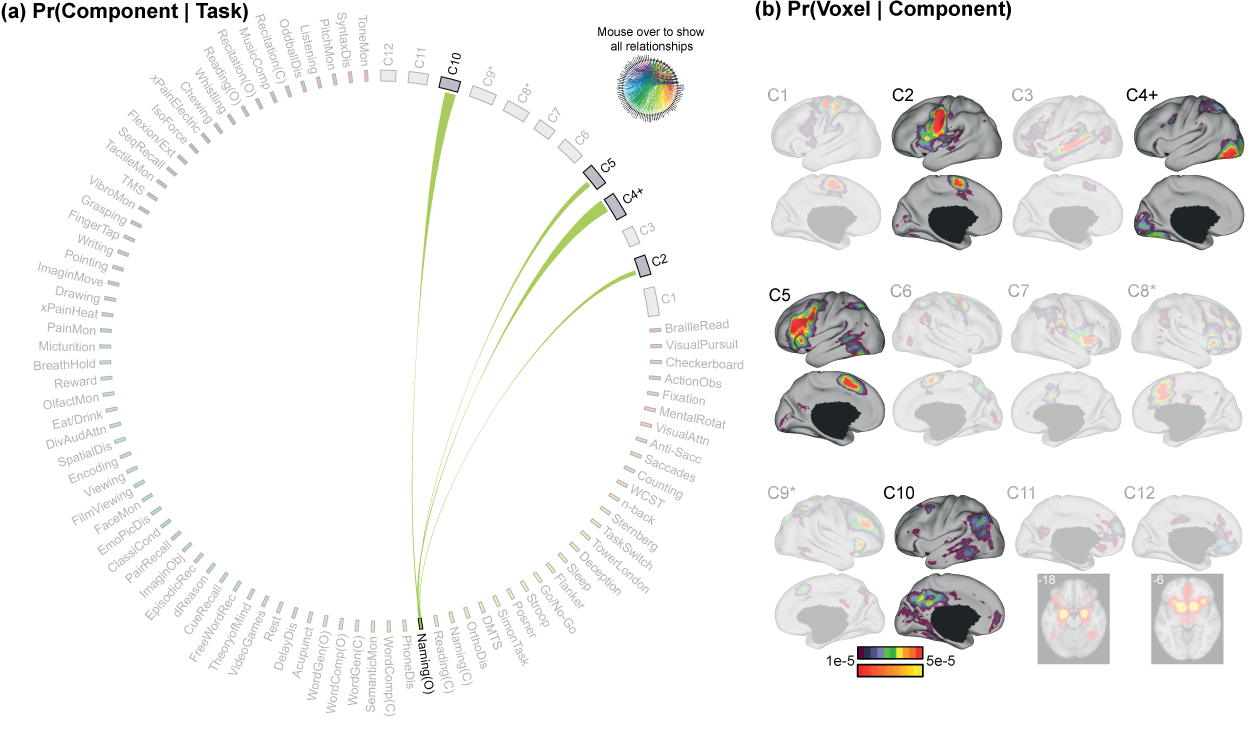 (a) Pr(Component | Task)
(b) Pr(Voxel | Component)
Mouse over to show
all relationships
C12
C11
C10
C9*
C8*
C7
C6
C5
C4+
C3
C2
C1
BrailleRead
VisualPursuit
Checkerboard
ActionObs
Fixation
MentalRotat
VisualAttn
Anti-Sacc
Saccades
Counting
WCST
n-back
Sternberg
TaskSwitch
TowerLondon
Deception
Sleep
Flanker
Go/No-Go
Stroop
Posner
SimonTask
DMTS
OrthoDis
Naming(C)
Reading(C)
Naming(O)
PhoneDis
WordComp(C)
SemanticMon
WordGen(C)
WordComp(O)
WordGen(O)
Acupunct
DelayDis
Rest
VideoGames
TheoryofMind
FreeWordRec
CueRecall
dReason
EpisodicRec
ImaginObj
PairRecall
ClassiCond
EmoPicDis
FaceMon
FilmViewing
Viewing
Encoding
SpatialDis
DivAudAttn
Eat/Drink
OlfactMon
Reward
BreathHold
Micturition
PainMon
xPainHeat
Drawing
ImaginMove
Pointing
Writing
FingerTap
Grasping
VibroMon
TMS
TactileMon
SeqRecall
Flexion/Ext
IsoForce
xPainElectric
Chewing
Whistling
Reading(O)
Recitation(O)
MusicComp
Recitation(C)
OddballDis
Listening
PitchMon
SyntaxDis
ToneMon
C1
C2
C3
C4+
C5
C6
C7
C8*
C9*
C10
C11
C12
-18
-6
1e-5
5e-5